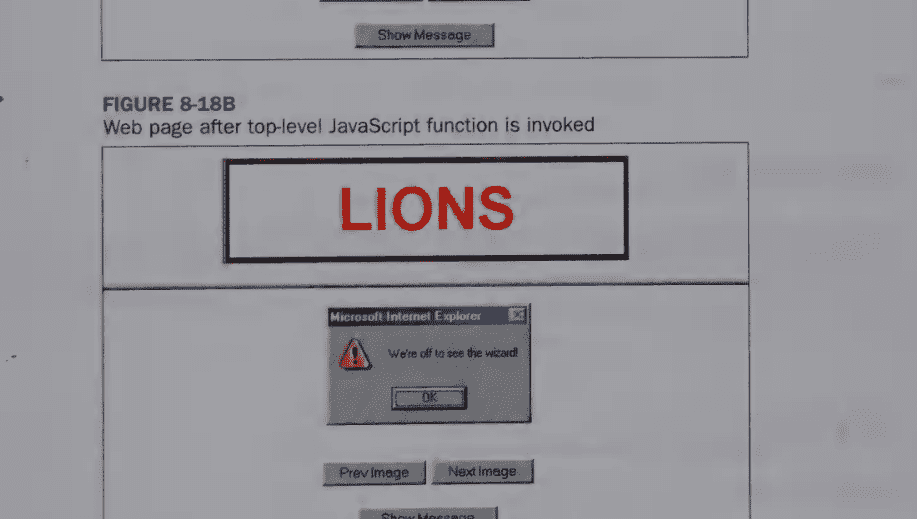 Show Message
FIGURE 8-18B
Web page after top-level JavaScript function is invoked
LIONS
Microsoft Internet Explorer
We're off to see the wizard!
OK
Prev Image Next Image
Show Message